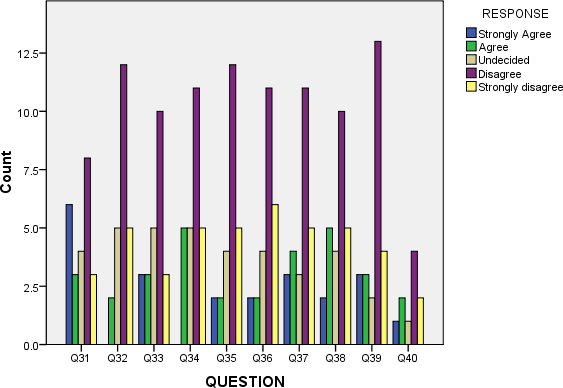 RESPONSE
Strongly Agree
Agree
Undecided
Disagree
Strongly disagree
12.5
10.0
7.5
5.0
2.5
0.0
Count
Q31 Q32 Q33 Q34 Q35 Q36 Q37 Q38 Q39 Q40
QUESTION